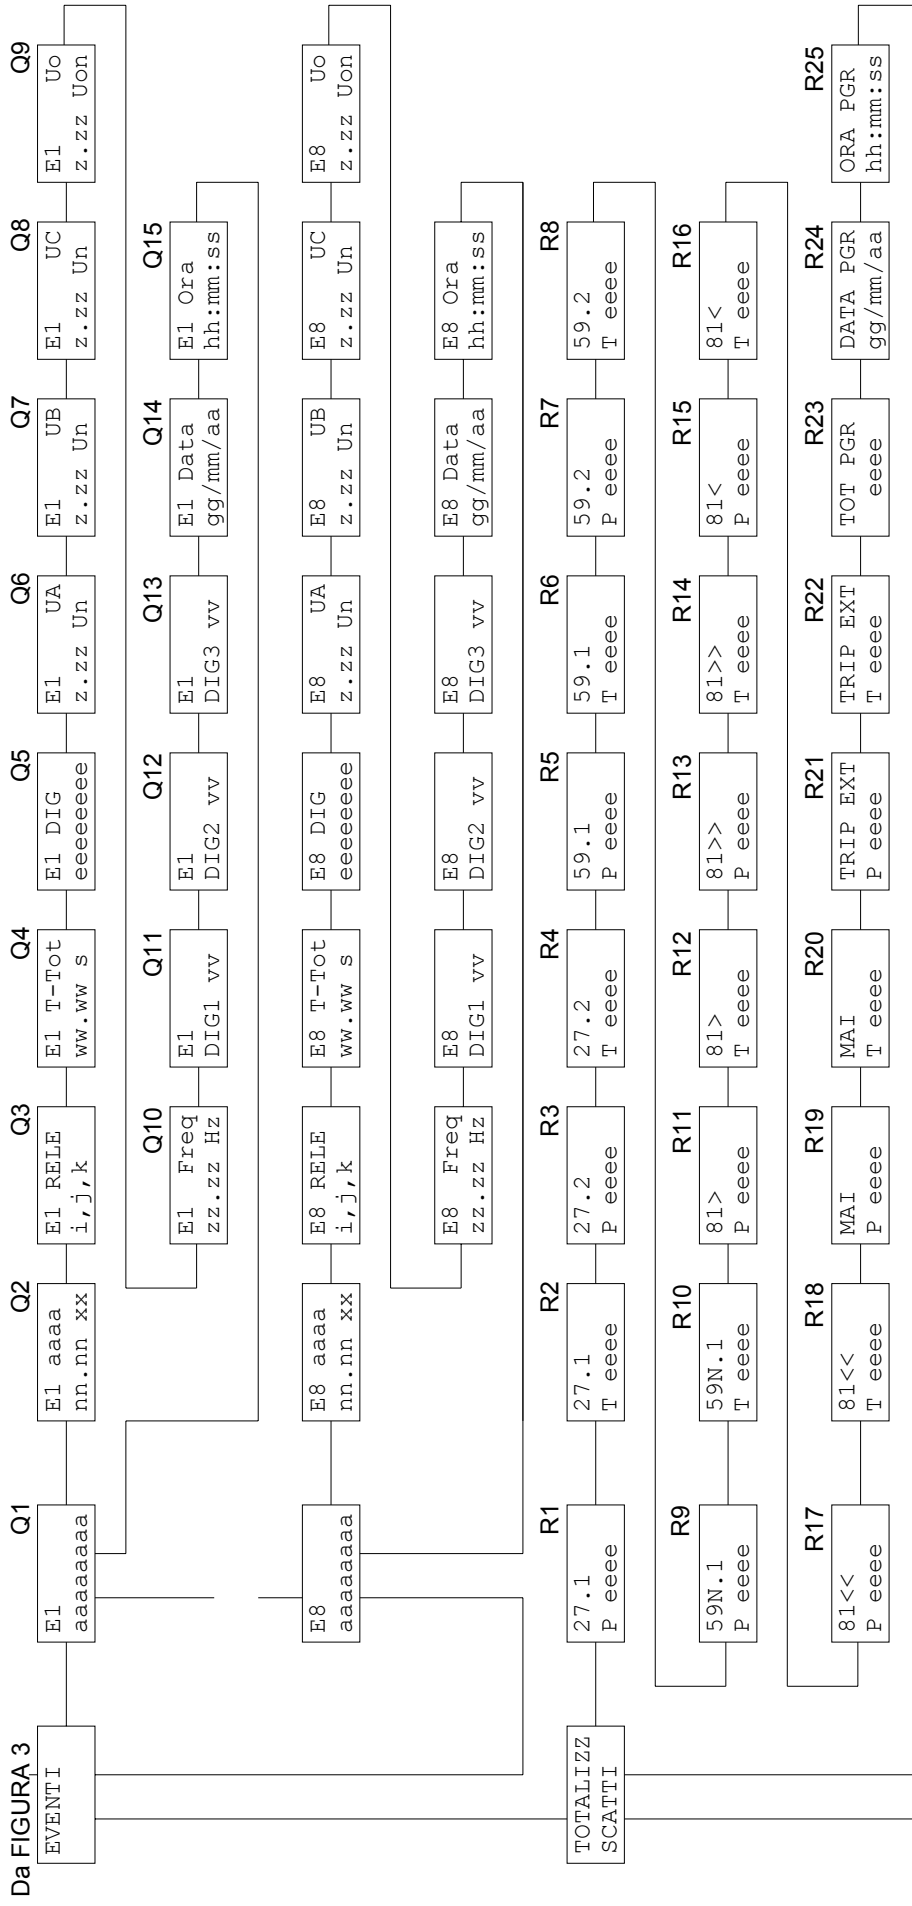 Da FIGURA 3
EVENTI
Q1
E1
aaaaaaaaa
Q2
E1 aaaa
nn.nn xx
Q3
E1 RELE
i,j,k
Q4
E1 T-Tot
ww.ww s
Q5
E1 DIG
eeeeeeee
Q6
E1 UA
z.zz Un
Q7
E1 UB
z.zz Un
Q8
E1 UC
z.zz Un
Q9
E1 Uo
z.zz Uon
Q10
E1 Freq
zz.zz Hz
Q11
E1
DIG1 vv
Q12
E1
DIG2 vv
Q13
E1
DIG3 vv
Q14
E1 Data
gg/mm/aa
Q15
E1 Ora
hh:mm:ss
E8
aaaaaaaaa
E8 aaaa
nn.nn xx
E8 RELE
i,j,k
E8 T-Tot
ww.ww s
E8 DIG
eeeeeeee
E8 UA
z.zz Un
E8 UB
z.zz Un
E8 UC
z.zz Un
E8 Uo
z.zz Uon
E8 Freq
zz.zz Hz
E8
DIG1 vv
E8
DIG2 vv
E8
DIG3 vv
E8 Data
gg/mm/aa
E8 Ora
hh:mm:ss
TOTALIZZ
SCATTI
R1
27.1
P eeee
R2
27.1
T eeee
R3
27.2
P eeee
R4
27.2
T eeee
R5
59.1
P eeee
R6
59.1
T eeee
R7
59.2
P eeee
R8
59.2
T eeee
R9
59N.1
P eeee
R10
59N.1
T eeee
R11
81>
P eeee
R12
81>
T eeee
R13
81>>
P eeee
R14
81>>
T eeee
R15
81<
P eeee
R16
81<
T eeee
R17
81<<
P eeee
R18
81<<
T eeee
R19
MAI
P eeee
R20
MAI
T eeee
R21
TRIP EXT
P eeee
R22
TRIP EXT
T eeee
R23
TOT PGR
eeee
R24
DATA PGR
gg/mm/aa
R25
ORA PGR
hh:mm:ss